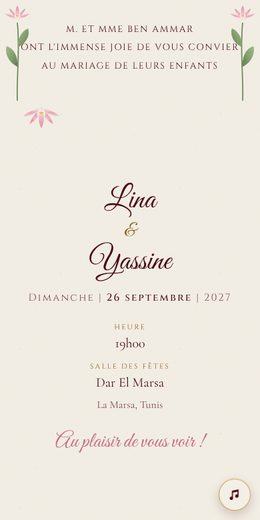 M. ET MME BEN AMMAR
ONT L'IMMENSE JOIE DE VOUS CONVIER
AU MARIAGE DE LEURS ENFANTS
Lina
&
Yassine
DIMANCHE | 26 SEPTEMBRE | 2027
HEURE
19h00
SALLE DES FÊTES
Dar El Marsa
La Marsa, Tunis
Au plaisir de vous voir !